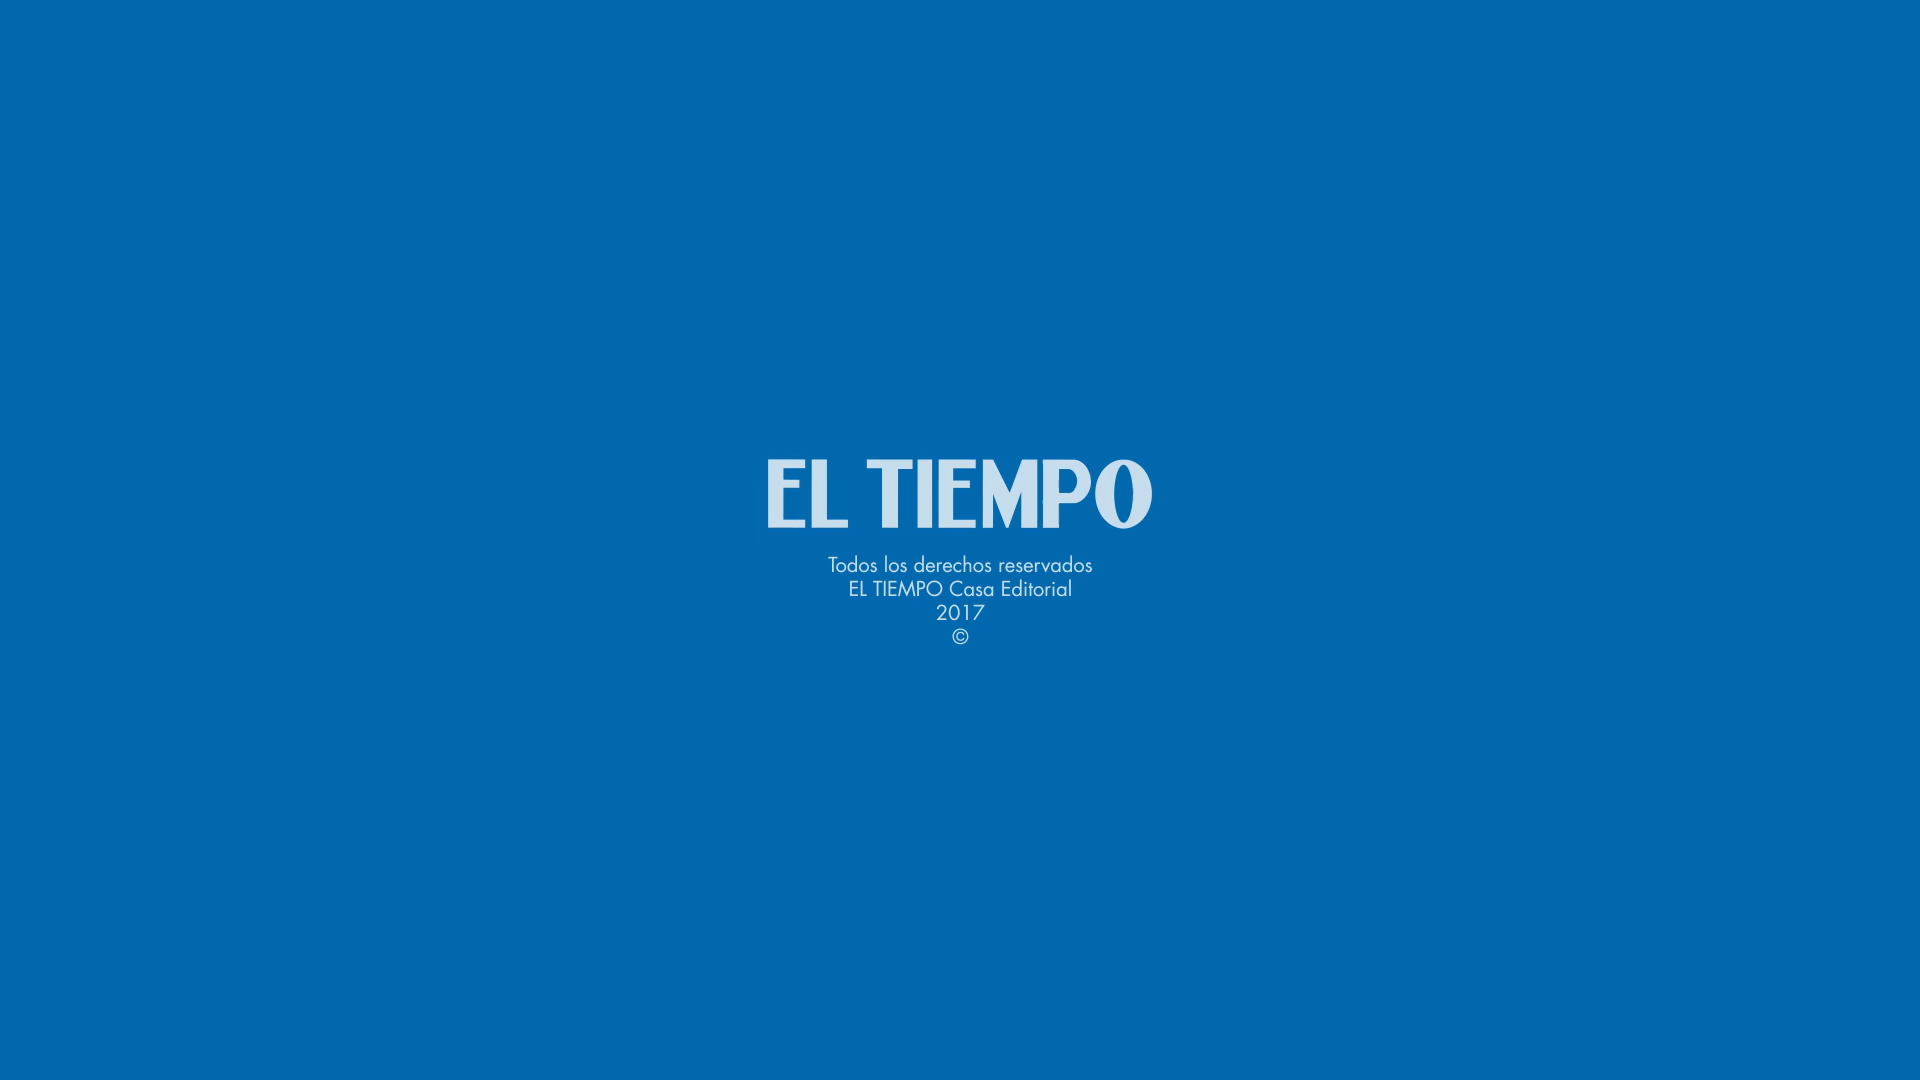 EL TIEMPO
Todos los derechos reservados
EL TIEMPO Casa Editorial
2017
©